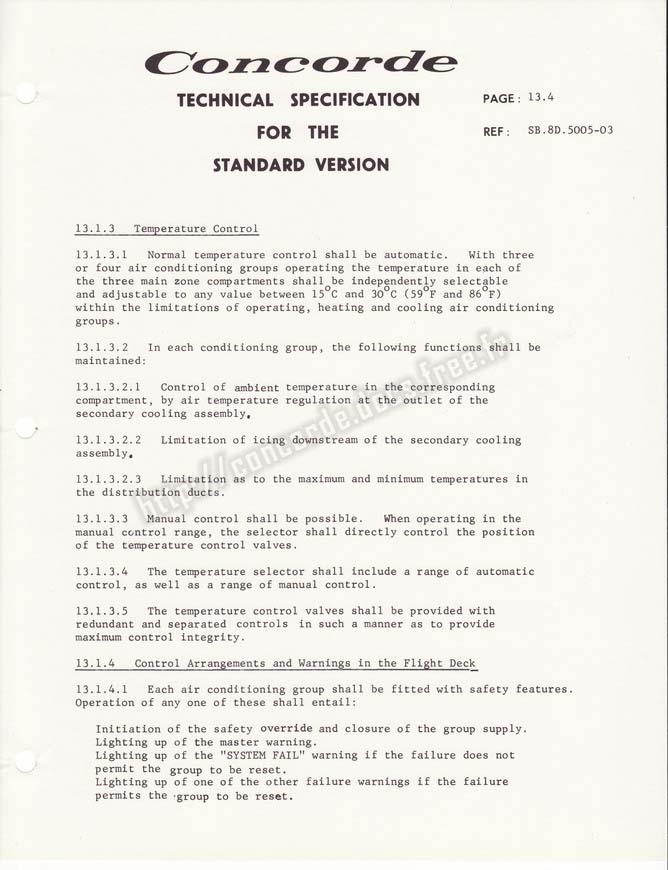 Concorde
TECHNICAL SPECIFICATION
FOR THE
STANDARD VERSION
PAGE: 13.4
REF: SB.8D.5005-03
13.1.3 Temperature Control
13.1.3.1 Normal temperature control shall be automatic. With three
or four air conditioning groups operating the temperature in each of
the three main zone compartments shall be independently selectable
and adjustable to any value between 15°C and 30°C (59°F and 86°F)
within the limitations of operating, heating and cooling air conditioning
groups.
13.1.3.2 In each conditioning group, the following functions shall be
maintained:
13.1.3.2.1 Control of ambient temperature in the corresponding
compartment, by air temperature regulation at the outlet of the
secondary cooling assembly.
13.1.3.2.2 Limitation of icing downstream of the secondary cooling
assembly.
13.1.3.2.3 Limitation as to the maximum and minimum temperatures in
the distribution ducts.
13.1.3.3 Manual control shall be possible. When operating in the
manual control range, the selector shall directly control the position
of the temperature control valves.
13.1.3.4 The temperature selector shall include a range of automatic
control, as well as a range of manual control.
13.1.3.5 The temperature control valves shall be provided with
redundant and separated controls in such a manner as to provide
maximum control integrity.
13.1.4 Control Arrangements and Warnings in the Flight Deck
13.1.4.1 Each air conditioning group shall be fitted with safety features.
Operation of any one of these shall entail:
Initiation of the safety override and closure of the group supply.
Lighting up of the master warning.
Lighting up of the "SYSTEM FAIL" warning if the failure does not
permit the group to be reset.
Lighting up of one of the other failure warnings if the failure
permits the group to be reset.
http://concorde.docs.free.fr